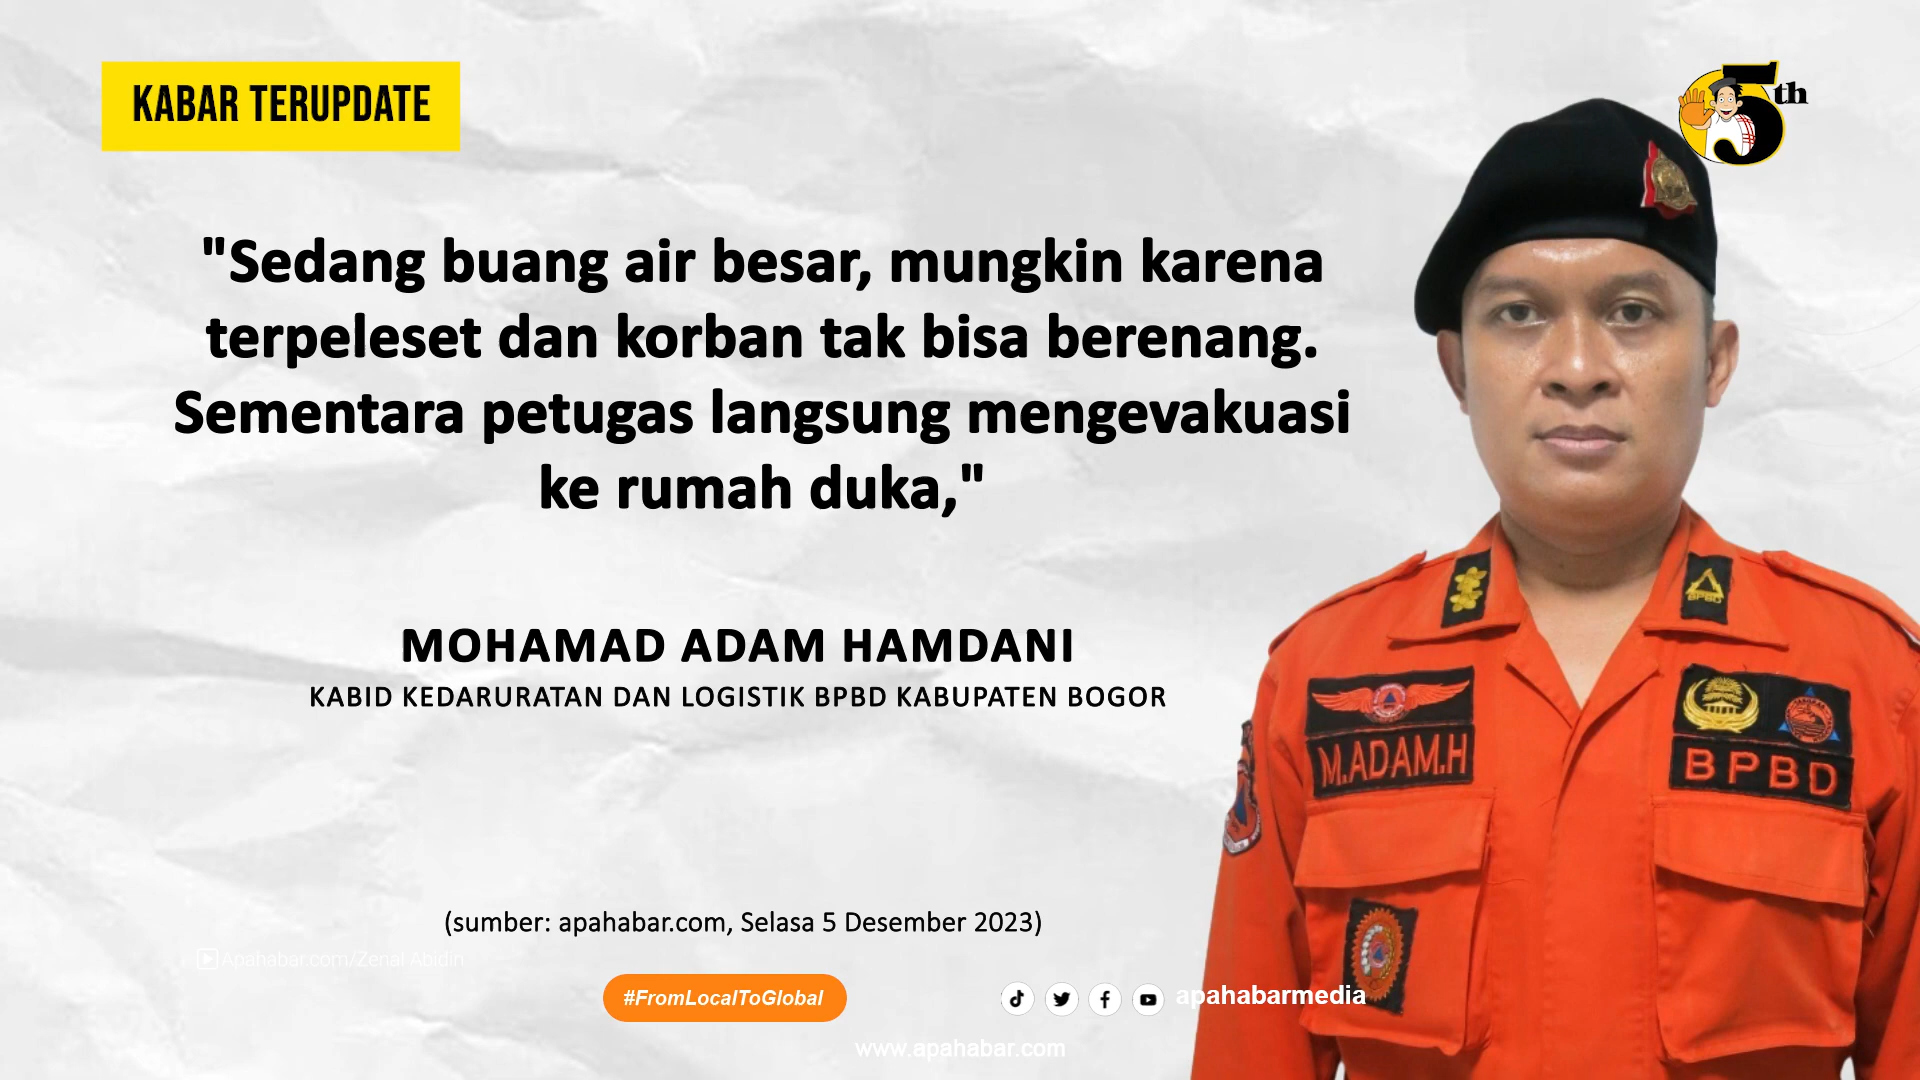 KABAR TERUPDATE
5th
"Sedang buang air besar, mungkin karena
terpeleset dan korban tak bisa berenang.
Sementara petugas langsung mengevakuasi
ke rumah duka,"
MOHAMAD ADAM HAMDANI
KABID KEDARURATAN DAN LOGISTIK BPBD KABUPATEN BOGOR
BPBD
M.ADAM.H
BPBD
(sumber: apahabar.com, Selasa 5 Desember 2023)
Apahabar.com/Zenal Abidin
#FromLocalToGlobal
apahabarmedia
www.apahabar.com